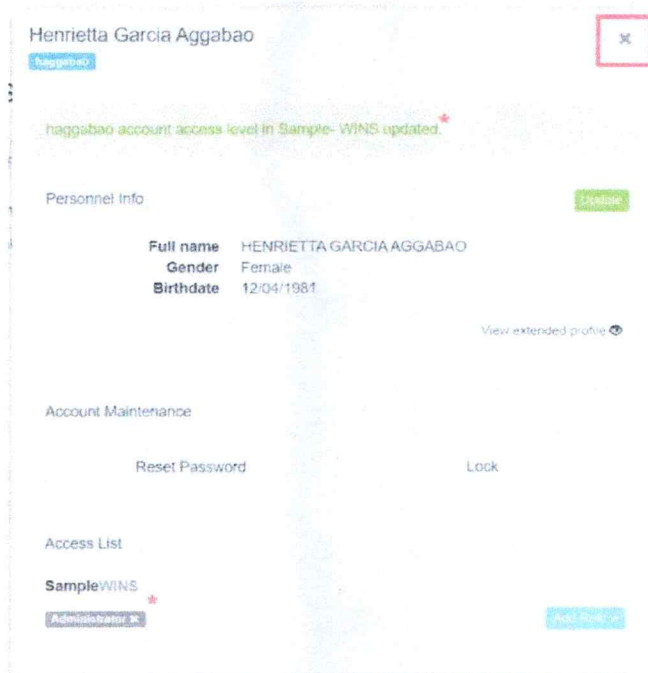 Henrietta Garcia Aggabao ×
haggabao
haggabao account access level in Sample- WINS updated. *
Personnel Info Update
Full name HENRIETTA GARCIA AGGABAO
Gender Female
Birthdate 12/04/1981
View extended profile
Account Maintenance
Reset Password Lock
Access List
SampleWINS
*
Administrator × Add Role